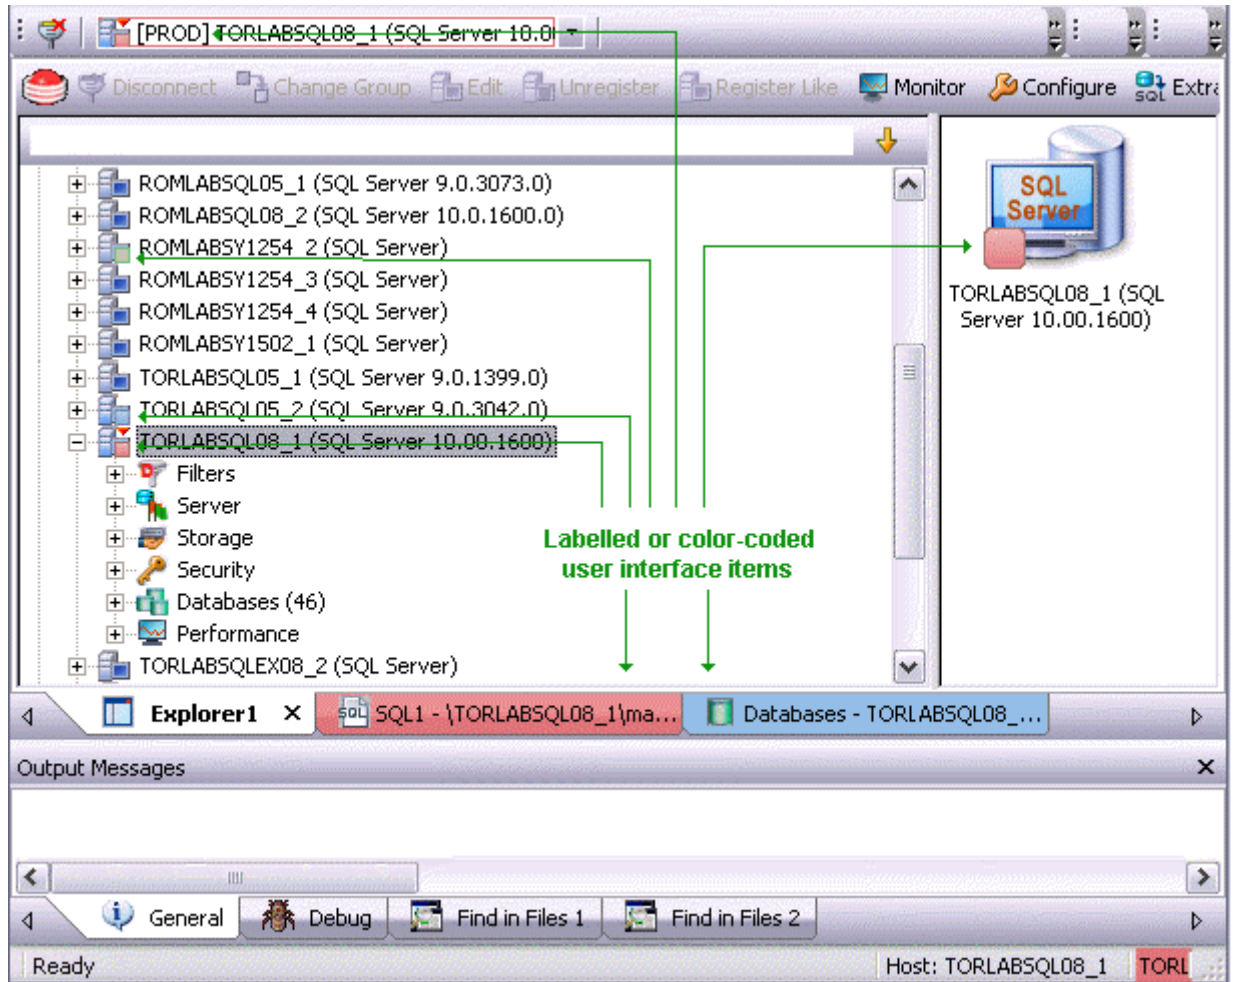 [PROD] TORLABSQL08_1 (SQL Server 10.0
Disconnect Change Group Edit Unregister Register Like Monitor Configure SQL Extra
ROMLABSQL05_1 (SQL Server 9.0.3073.0)
ROMLABSQL08_2 (SQL Server 10.0.1600.0)
ROMLABSY1254_2 (SQL Server)
ROMLABSY1254_3 (SQL Server)
ROMLABSY1254_4 (SQL Server)
ROMLABSY1502_1 (SQL Server)
TORLABSQL05_1 (SQL Server 9.0.1399.0)
TORLABSQL05_2 (SQL Server 9.0.3042.0)
TORLABSQL08_1 (SQL Server 10.00.1600)
Filters
Server
Storage
Security
Databases (46)
Performance
TORLABSQLEX08_2 (SQL Server)
SQL
Server
TORLABSQL08_1 (SQL
Server 10.00.1600)
Labelled or color-coded
user interface items
Explorer1 SQL SQL1 - \TORLABSQL08_1\ma... Databases - TORLABSQL08_...
Output Messages
General Debug Find in Files 1 Find in Files 2
Ready Host: TORLABSQL08_1 TORL